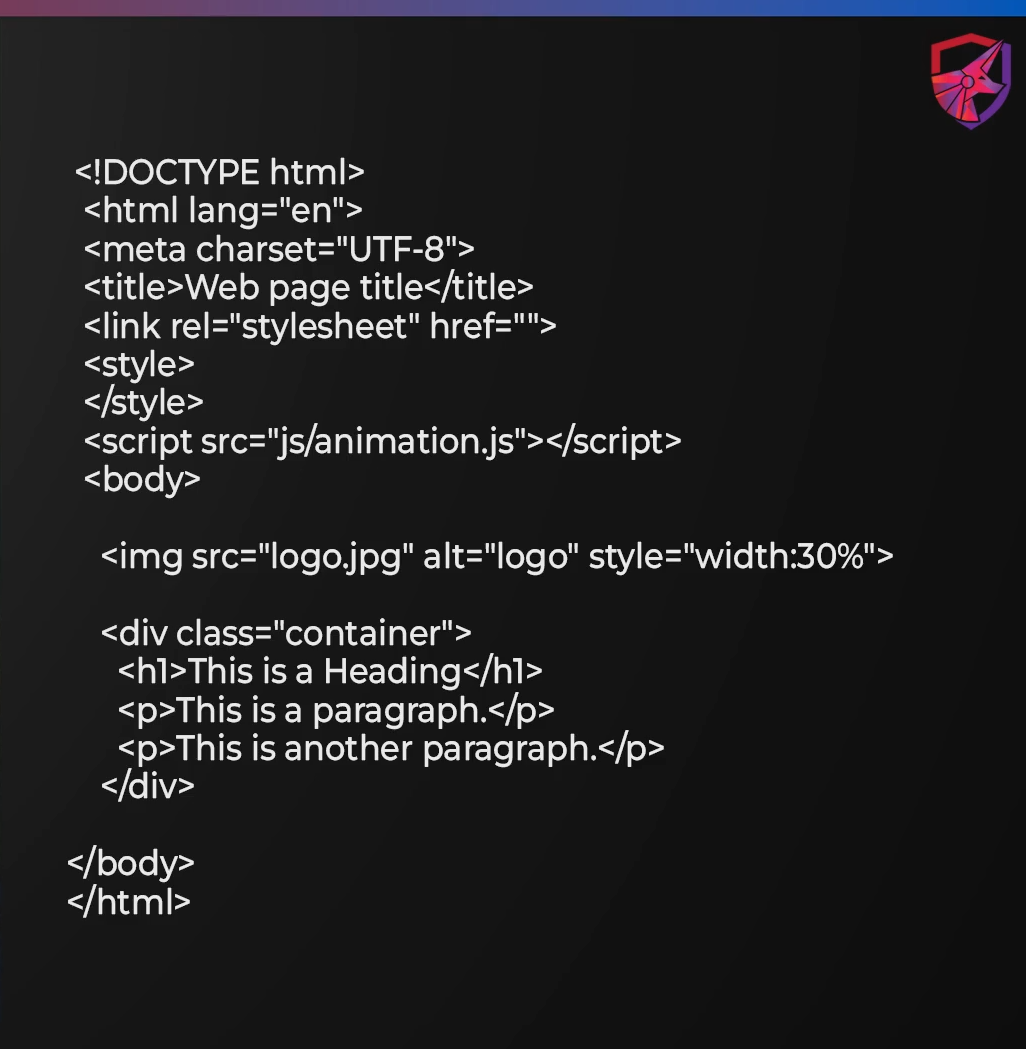 <!DOCTYPE html>
<html lang="en">
<meta charset="UTF-8">
<title>Web page title</title>
<link rel="stylesheet" href="">
<style>
</style>
<script src="js/animation.js"></script>
<body>
<img src="logo.jpg" alt="logo" style="width:30%">
<div class="container">
<h1>This is a Heading</h1>
<p>This is a paragraph.</p>
<p>This is another paragraph.</p>
</div>
</body>
</html>